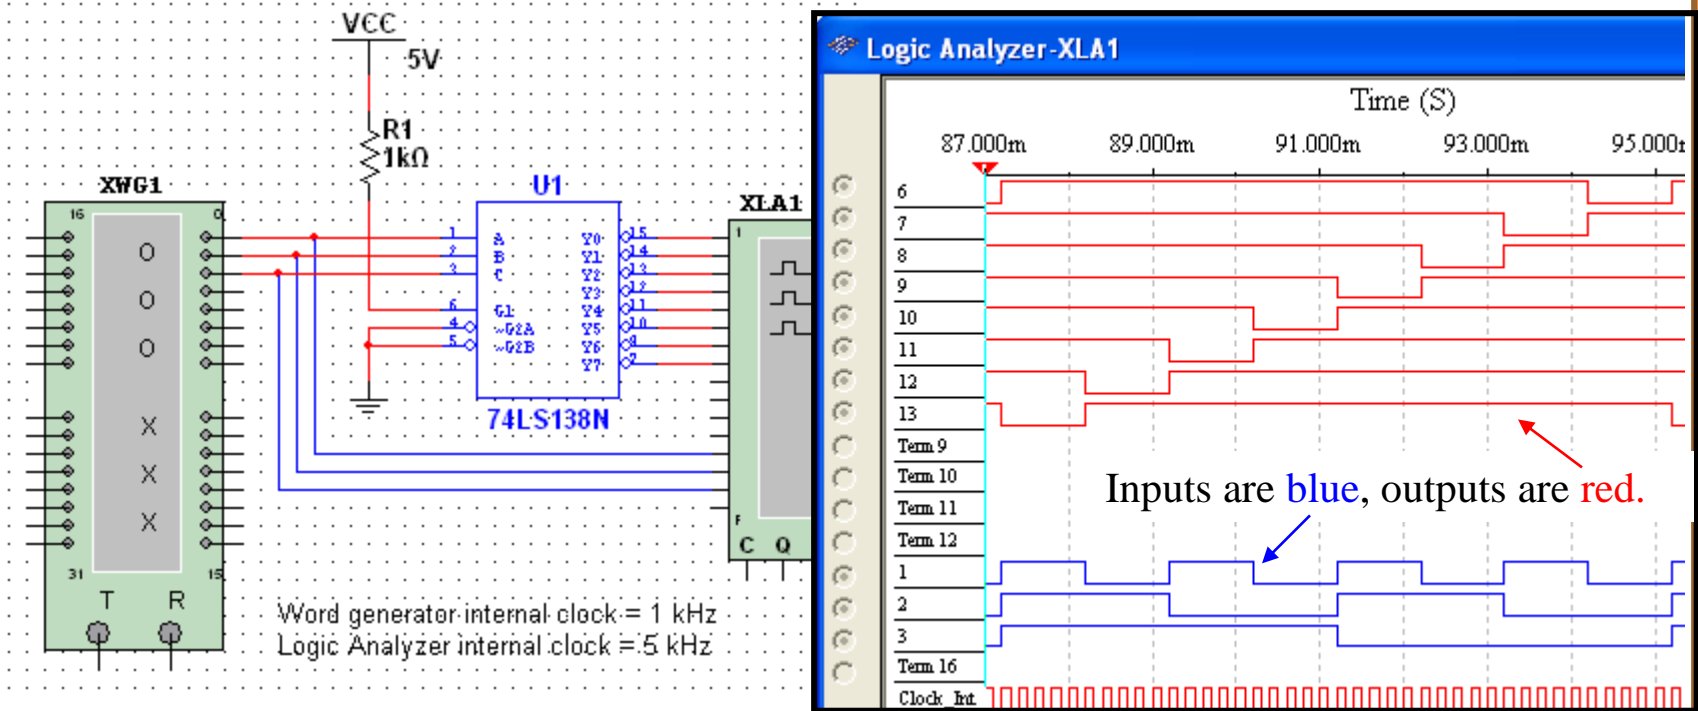 VCC
5V
R1
1kΩ
XWG1
16 0
O
O
O
X
X
X
31 15
T R
U1
1 A Y0 15
2 B Y1 14
3 C Y2 13
Y3 12
6 G1 Y4 11
4 ~G2A Y5 10
5 ~G2B Y6 9
Y7 7
74LS138N
XLA1
1
F
C Q
Word generator internal clock = 1 kHz
Logic Analyzer internal clock = 5 kHz
Logic Analyzer-XLA1
Time (S)
87.000m 89.000m 91.000m 93.000m 95.000m
6
7
8
9
10
11
12
13
Term 9
Term 10
Term 11
Term 12
1
2
3
Term 16
Clock_Int
Inputs are blue, outputs are red.